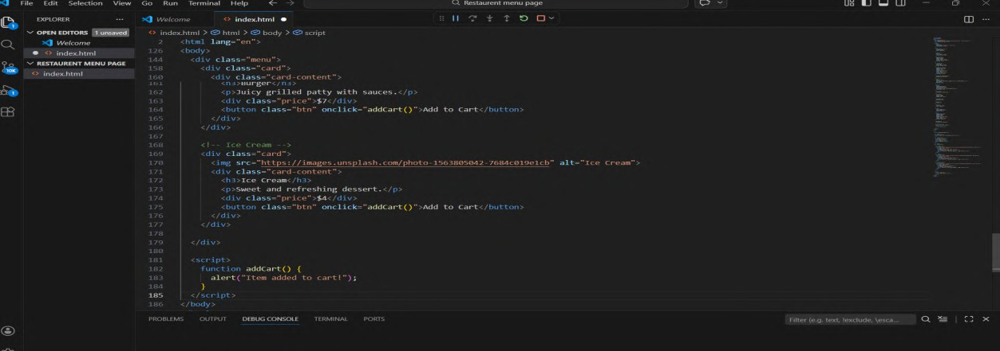 File Edit Selection View Go Run Terminal Help
Restaurent menu page
EXPLORER
OPEN EDITORS 1 unsaved
Welcome
index.html
RESTAURENT MENU PAGE
index.html
10K
1
1
Welcome
index.html
index.html > html > body > script
2 <html lang="en">
126 <body>
144 <div class="menu">
158 <div class="card">
160 <div class="card-content">
161 <h3>Burger</h3>
162 <p>Juicy grilled patty with sauces.</p>
163 <div class="price">$7</div>
164 <button class="btn" onclick="addCart()">Add to Cart</button>
165 </div>
166 </div>
167
168 <!-- Ice Cream -->
169 <div class="card">
170 <img src="https://images.unsplash.com/photo-1563805042-7684c019e1cb" alt="Ice Cream">
171 <div class="card-content">
172 <h3>Ice Cream</h3>
173 <p>Sweet and refreshing dessert.</p>
174 <div class="price">$4</div>
175 <button class="btn" onclick="addCart()">Add to Cart</button>
176 </div>
177 </div>
178
179 </div>
180
181 <script>
182 function addCart() {
183 alert("Item added to cart!");
184 }
185 </script>
186 </body>
PROBLEMS OUTPUT DEBUG CONSOLE TERMINAL PORTS
Filter (e.g. text, !exclude, \esca...